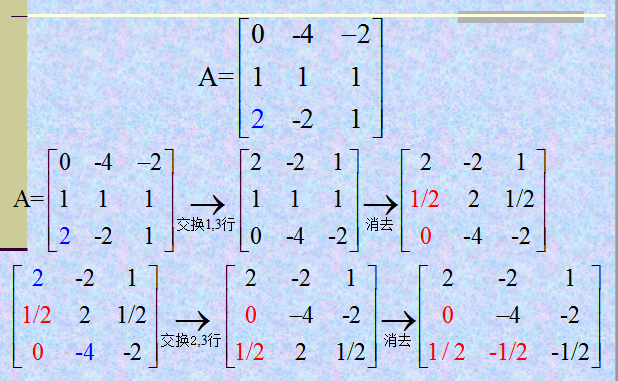 0 -4 -2
A= 1 1 1
2 -2 1
0 -4 -2 2 -2 1 2 -2 1
A= 1 1 1 → 1 1 1 → 1/2 2 1/2
交换1,3行 消去
2 -2 1 0 -4 -2 0 -4 -2
2 -2 1 2 -2 1 2 -2 1
1/2 2 1/2 → 0 -4 -2 → 0 -4 -2
交换2,3行 消去
0 -4 -2 1/2 2 1/2 1/2 -1/2 -1/2